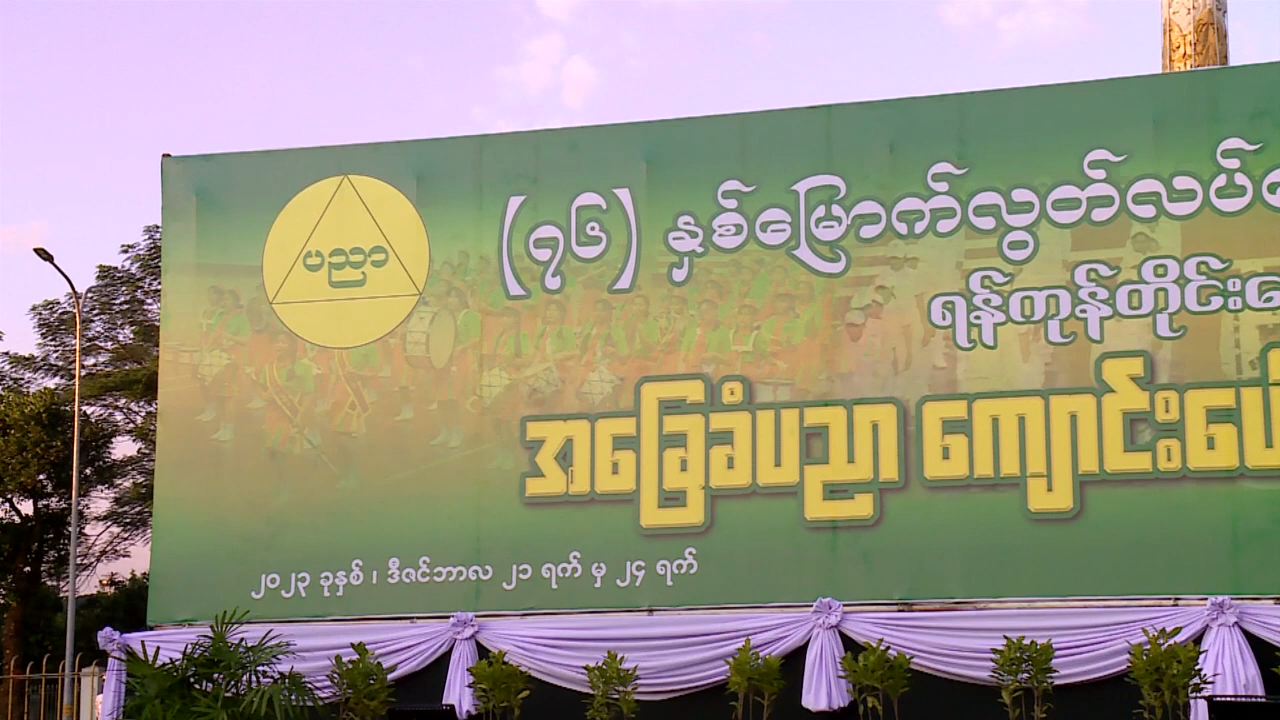 ပညာ
(၇၆) နှစ်မြောက်လွတ်လပ်
ရန်ကုန်တိုင်း
အခြေခံပညာ ကျောင်းပေါ
၂၀၂၃ ခုနှစ် ၊ ဒီဇင်ဘာလ ၂၁ ရက် မှ ၂၄ ရက်